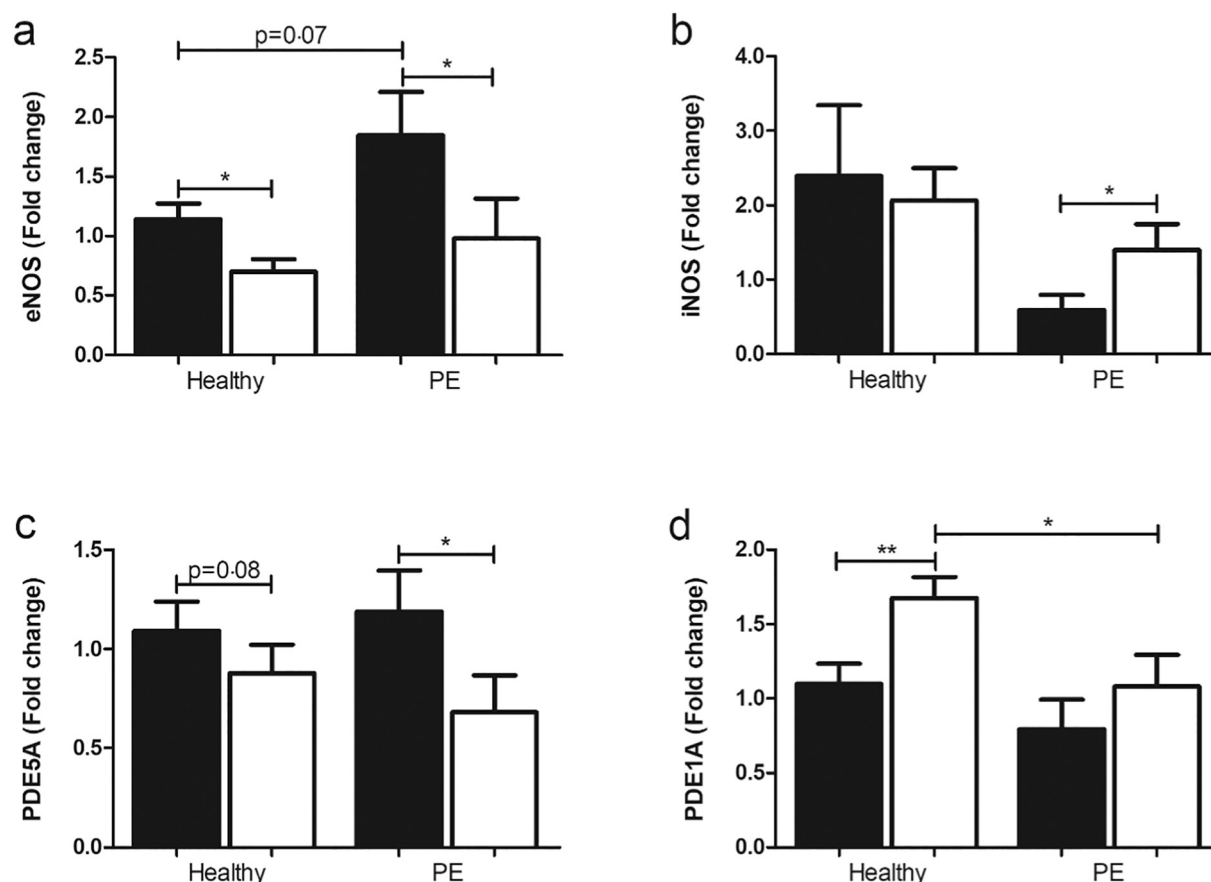 a
p=0·07
*
*
eNOS (Fold change)
2.5
2.0
1.5
1.0
0.5
0.0
Healthy
PE
b
*
iNOS (Fold change)
4.0
3.0
2.0
1.0
0.0
Healthy
PE
c
p=0·08
*
PDE5A (Fold change)
1.5
1.0
0.5
0.0
Healthy
PE
d
**
*
PDE1A (Fold change)
2.0
1.5
1.0
0.5
0.0
Healthy
PE